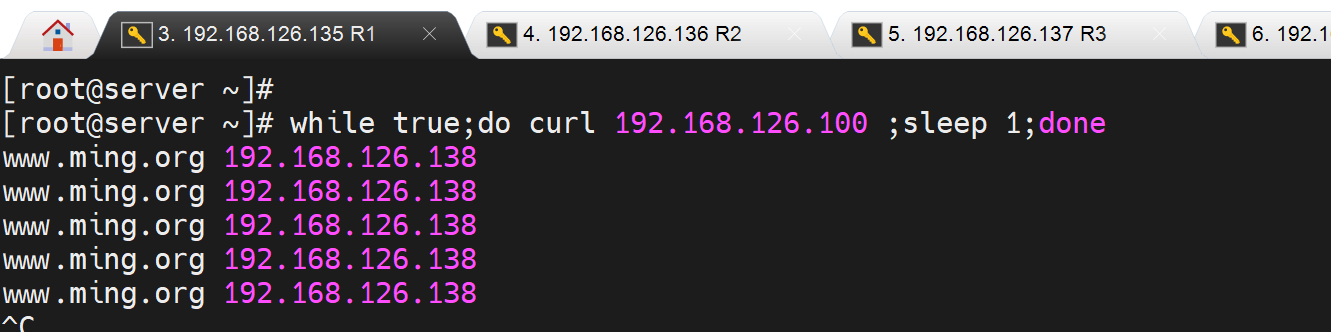 3. 192.168.126.135 R1
4. 192.168.126.136 R2
5. 192.168.126.137 R3
6. 192.1
[root@server ~]#
[root@server ~]# while true;do curl 192.168.126.100 ;sleep 1;done
www.ming.org 192.168.126.138
www.ming.org 192.168.126.138
www.ming.org 192.168.126.138
www.ming.org 192.168.126.138
www.ming.org 192.168.126.138
^C